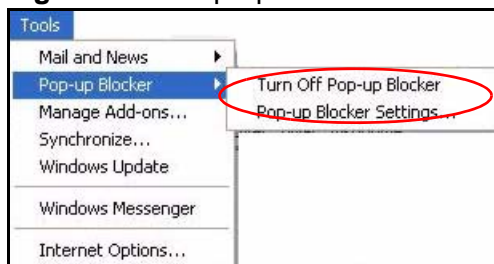 Tools
Mail and News
Pop-up Blocker
Turn Off Pop-up Blocker
Manage Add-ons...
Pop-up Blocker Settings...
Synchronize...
Windows Update
Windows Messenger
Internet Options...